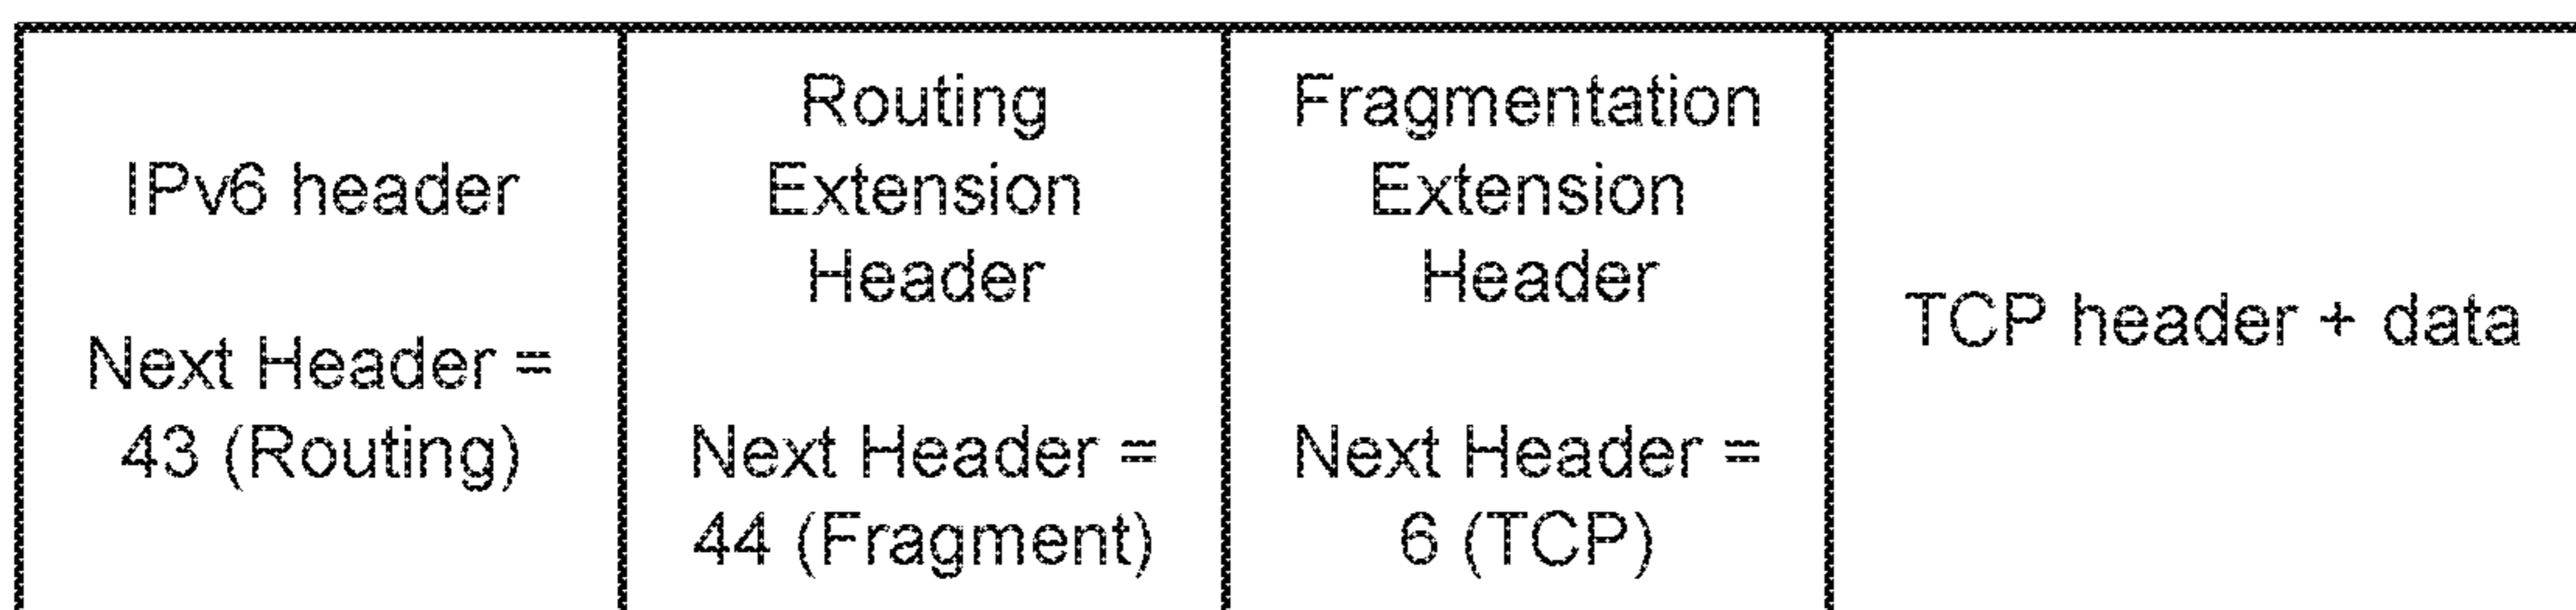 IPv6 header
Next Header =
43 (Routing)
Routing
Extension
Header
Next Header =
44 (Fragment)
Fragmentation
Extension
Header
Next Header =
6 (TCP)
TCP header + data